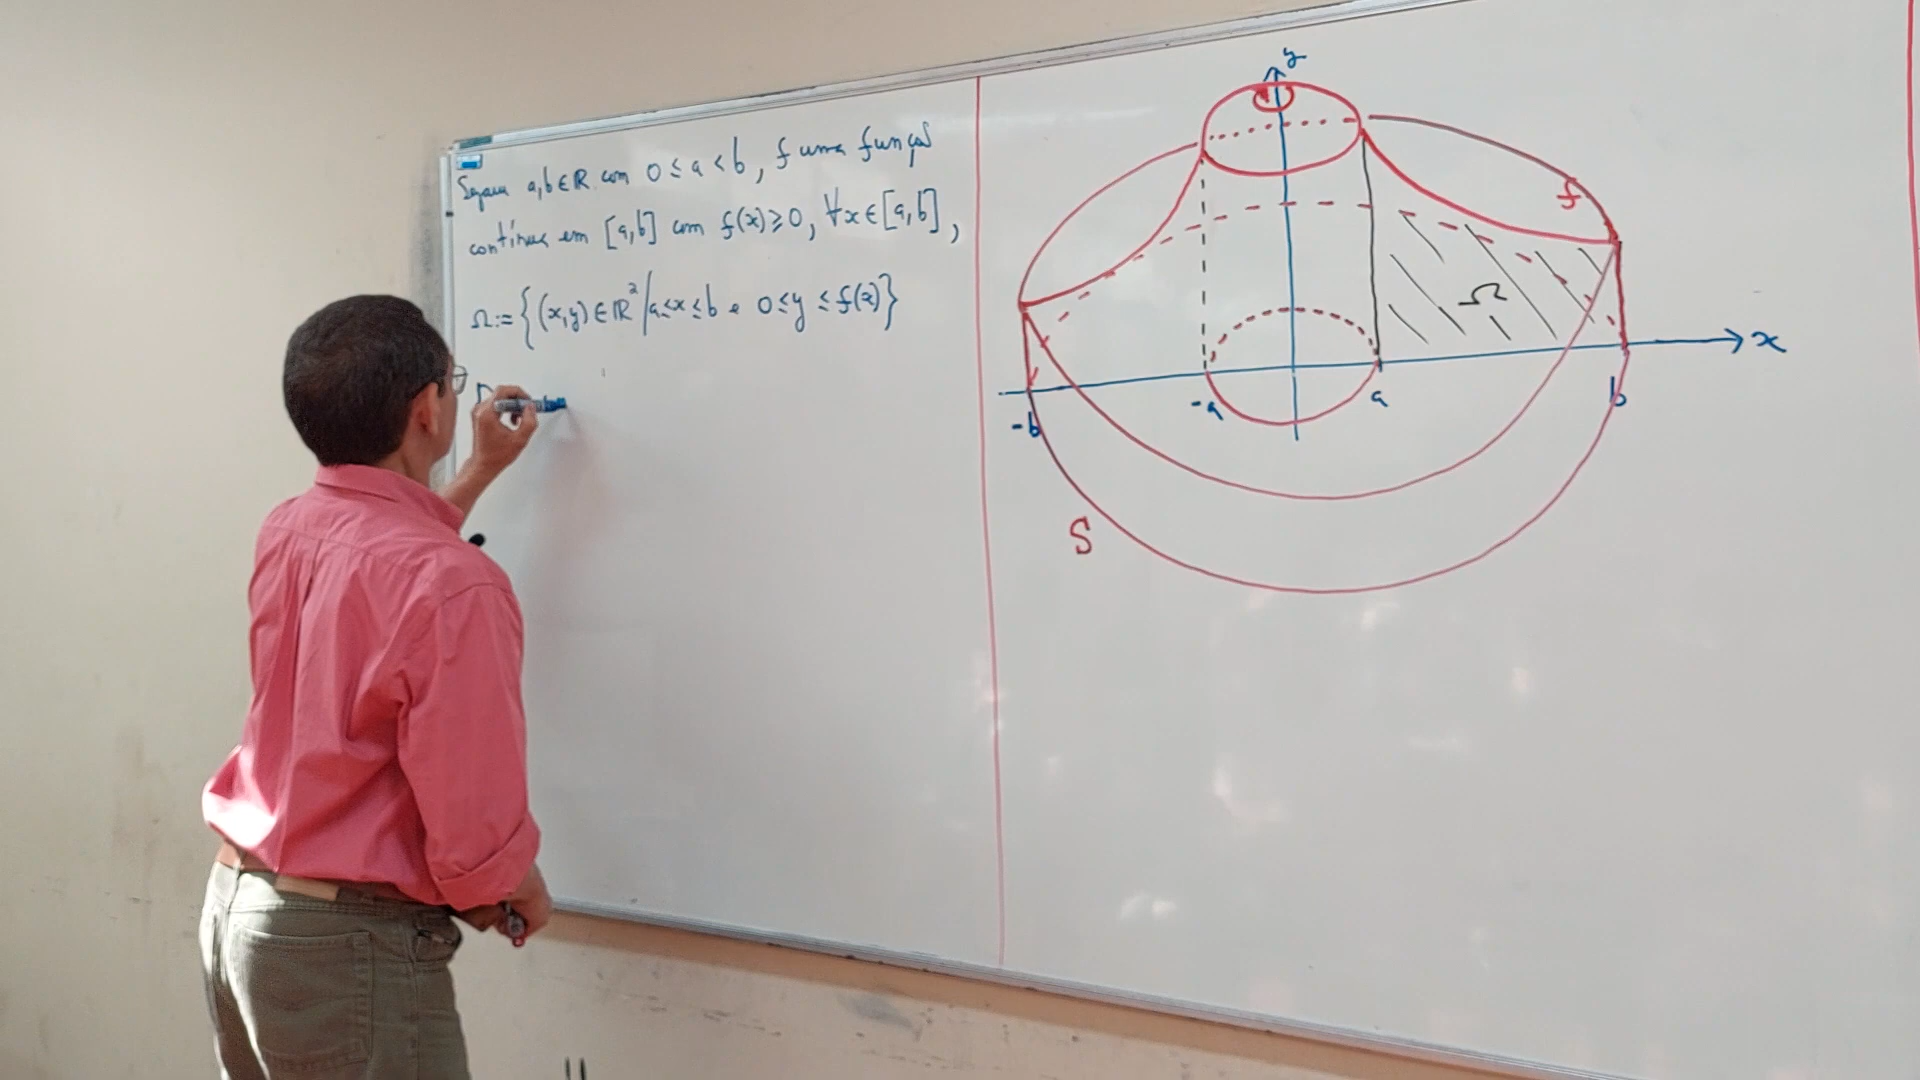 Sejam a,b∈ℝ com 0 ≤ a < b, f uma função
contínua em [a,b] com f(x) ≥ 0, ∀x∈[a,b],
Ω := {(x,y) ∈ ℝ² / a≤x≤b e 0≤y≤f(x)}
y
f
Ω
x
-a
a
b
-b
S